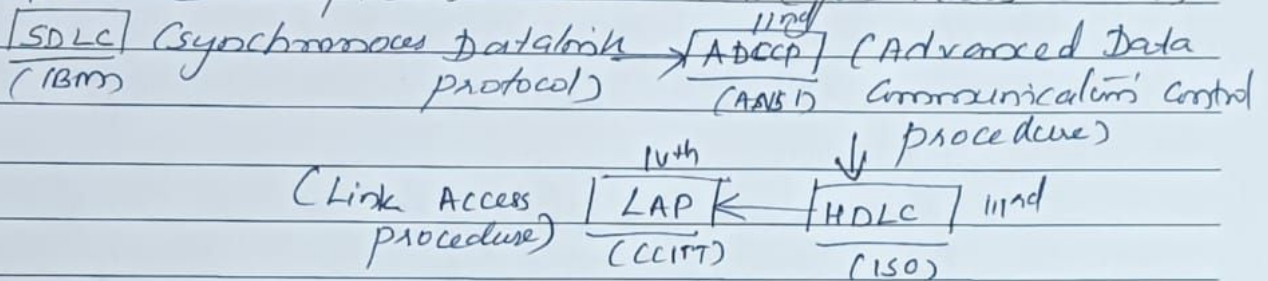 IInd
SDLC (Synchronous Datalink → ADCCP (Advanced Data
(IBM) Protocol) (ANSI) Communication Control
Procedure)
IVth
(Link Access LAP ← HDLC IIIrd
Procedure) (CCITT) (ISO)